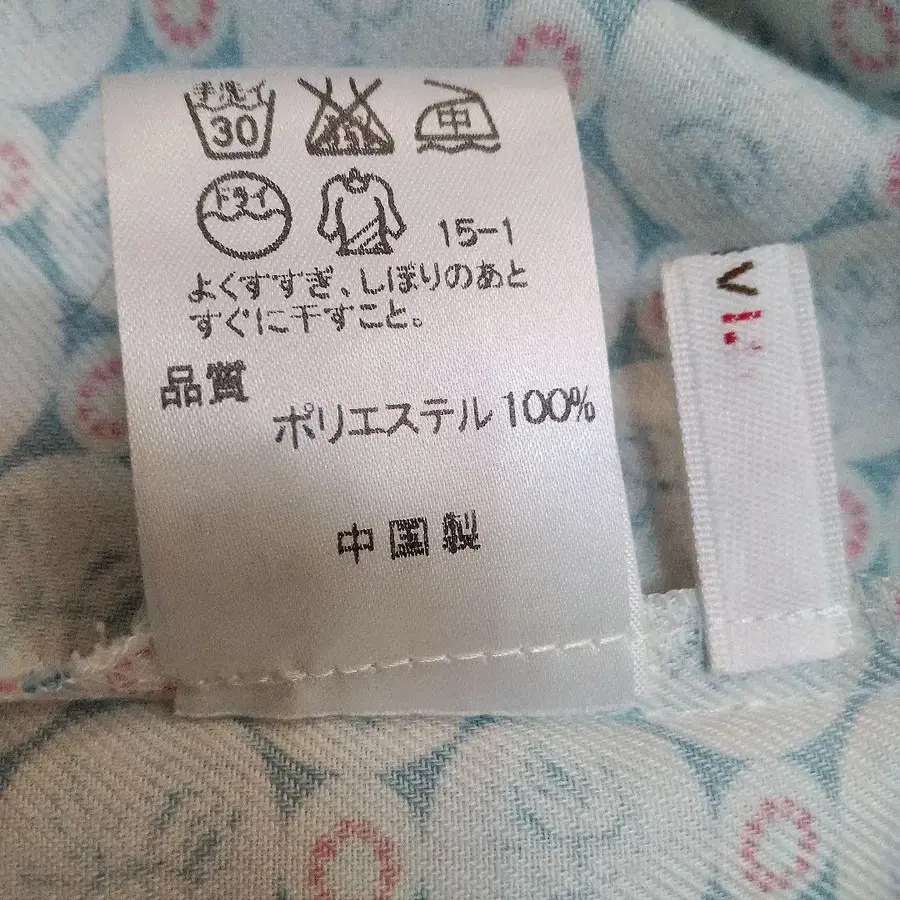 手洗イ
30
中
ドライ
15-1
よくすすぎ、しぼりのあと
すぐに干すこと。
品質
ポリエステル100%
中国製